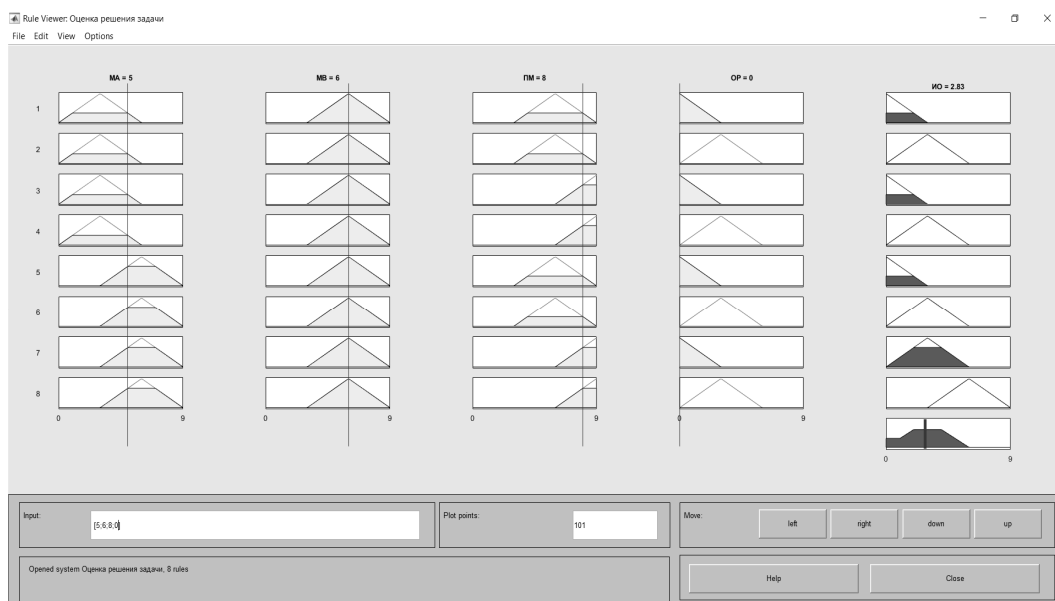 Rule Viewer: Оценка решения задачи
File Edit View Options
МА = 5 МВ = 6 ПМ = 8 ОР = 0 ИО = 2.83
1
2
3
4
5
6
7
8
0 9 0 9 0 9 0 9
0 9
Input: [5;6;8;0] Plot points: 101 Move: left right down up
Opened system Оценка решения задачи, 8 rules
Help Close